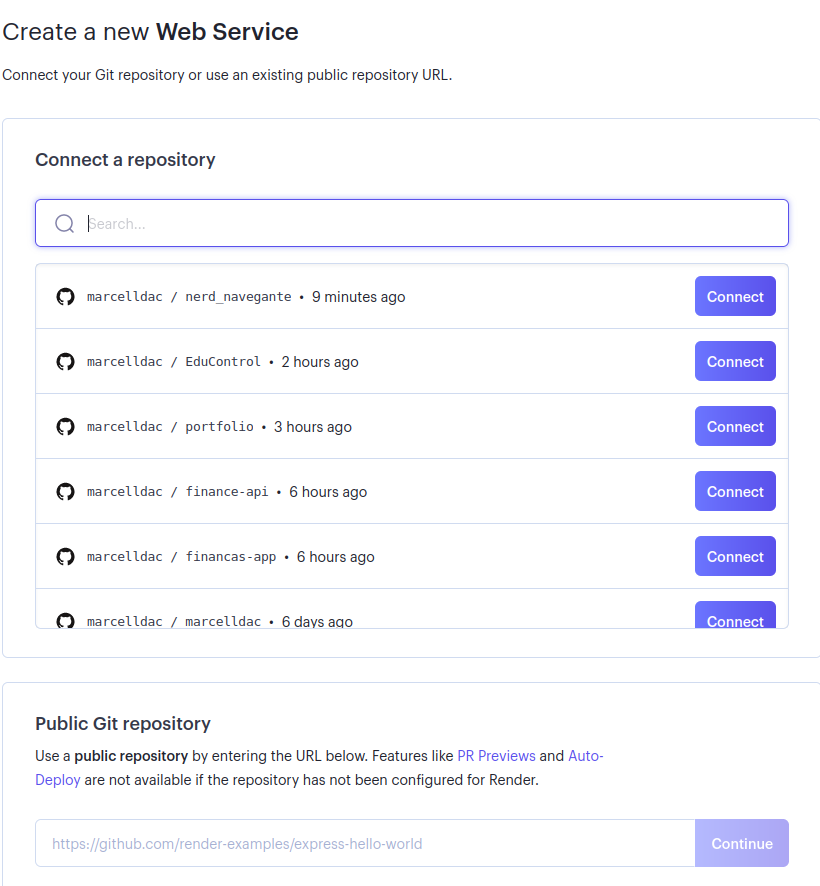 Create a new Web Service
Connect your Git repository or use an existing public repository URL.
Connect a repository
Search...
marcelldac / nerd_navegante • 9 minutes ago Connect
marcelldac / EduControl • 2 hours ago Connect
marcelldac / portfolio • 3 hours ago Connect
marcelldac / finance-api • 6 hours ago Connect
marcelldac / financas-app • 6 hours ago Connect
marcelldac / marcelldac • 6 days ago Connect
Public Git repository
Use a public repository by entering the URL below. Features like PR Previews and Auto-
Deploy are not available if the repository has not been configured for Render.
https://github.com/render-examples/express-hello-world Continue